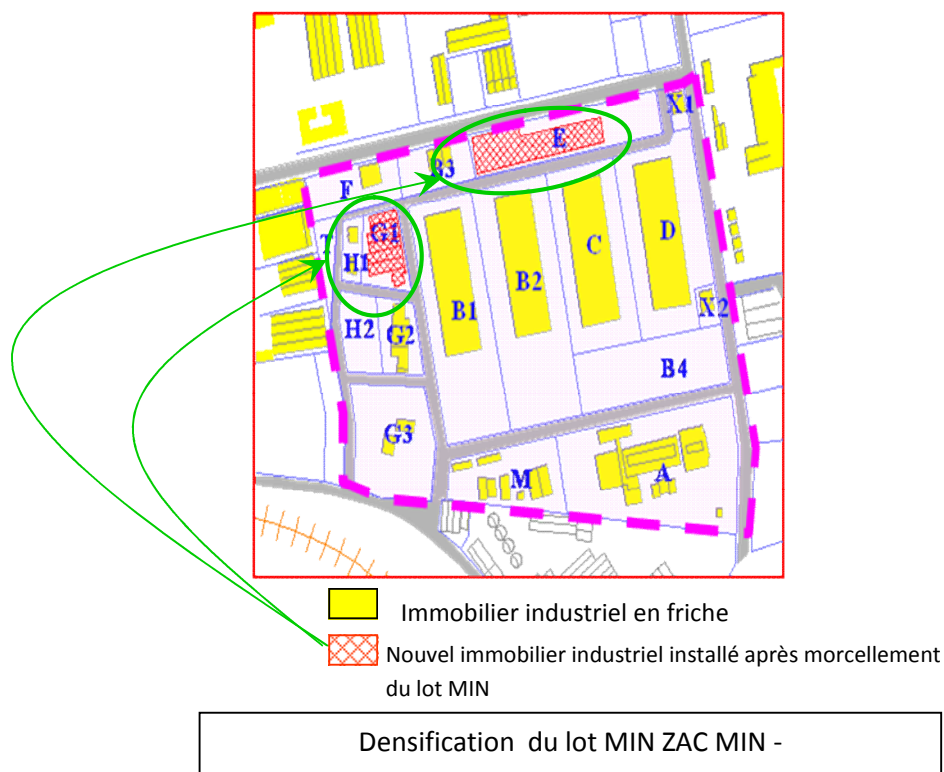 X1
E
B3
F
G1
T
H1
D
C
B2
B1
X2
H2
G2
B4
G3
M
A
Immobilier industriel en friche
Nouvel immobilier industriel installé après morcellement
du lot MIN
Densification du lot MIN ZAC MIN -